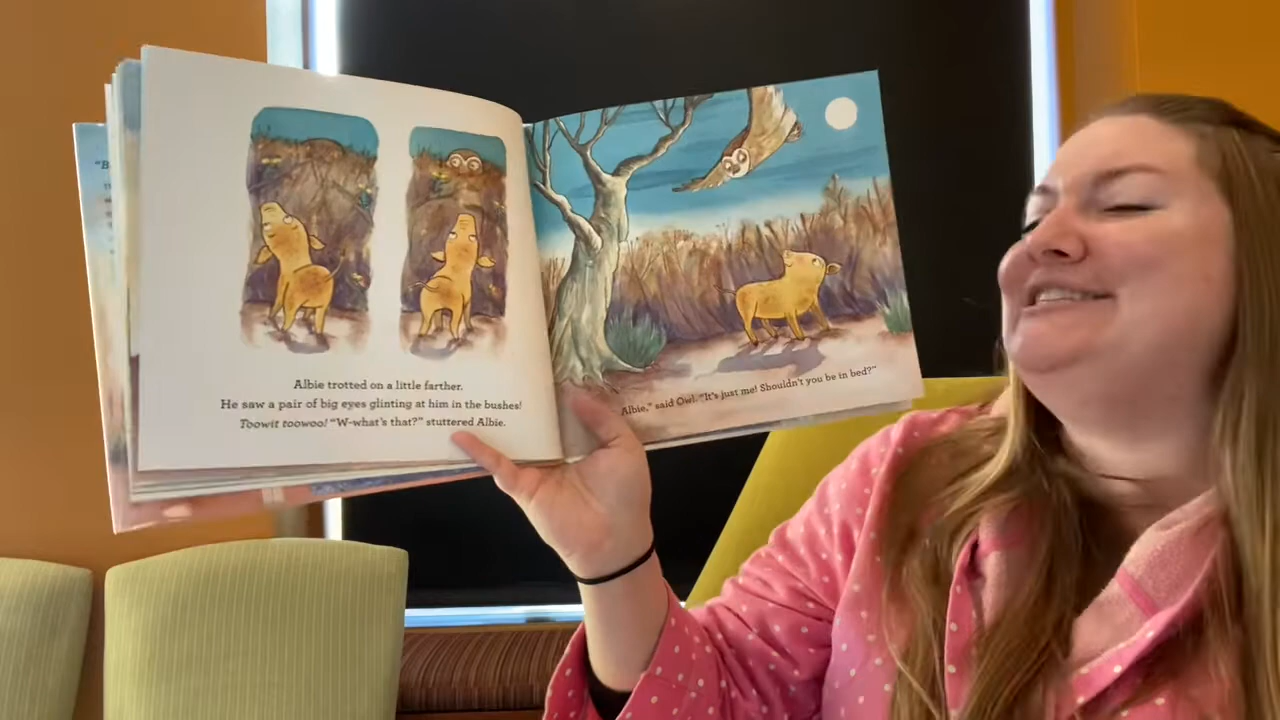 Albie trotted on a little farther.
He saw a pair of big eyes glinting at him in the bushes!
Toowit toowoo! "W-what's that?" stuttered Albie.
Albie," said Owl. "It's just me! Shouldn't you be in bed?"